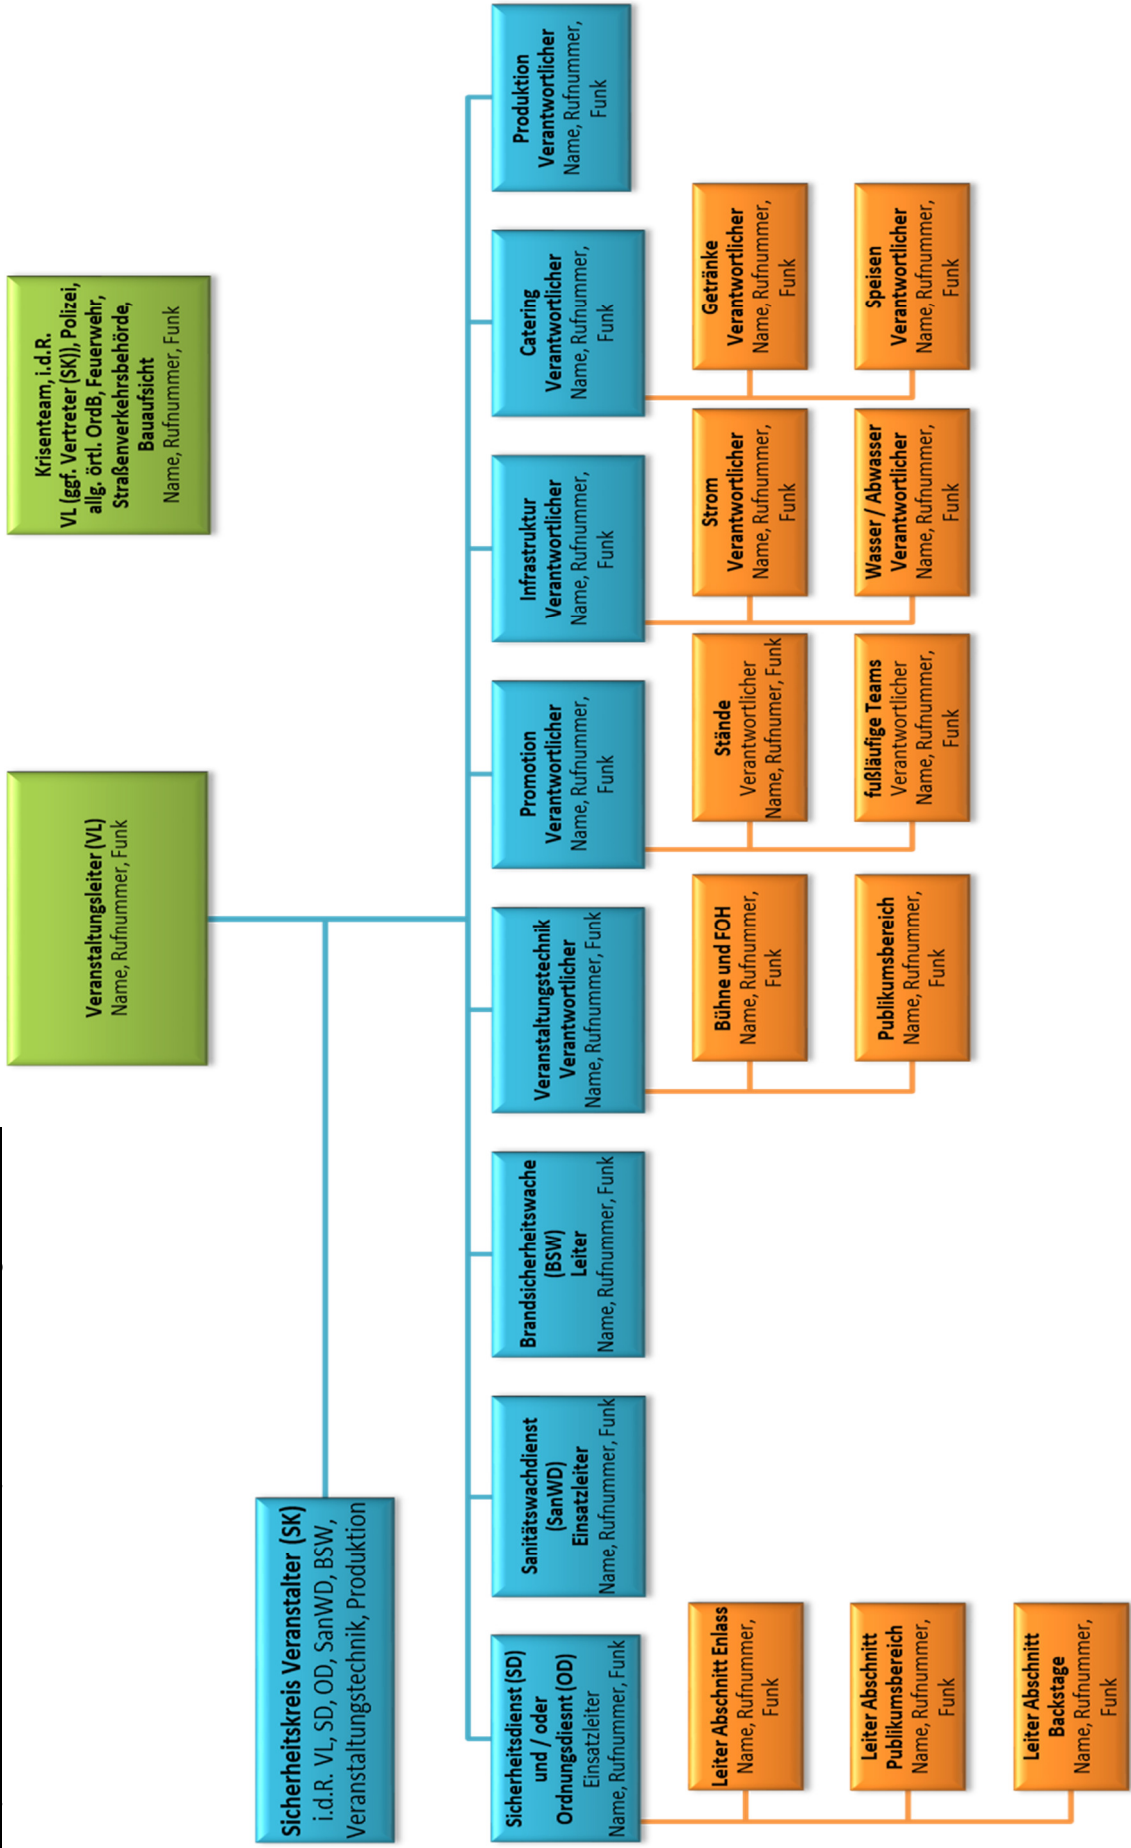 Krisenteam, i.d.R.
VL (ggf. Vertreter (SK)), Polizei,
allg. örtl. OrdB, Feuerwehr,
Straßenverkehrsbehörde,
Bauaufsicht
Name, Rufnummer, Funk
Veranstaltungsleiter (VL)
Name, Rufnummer, Funk
Sicherheitskreis Veranstalter (SK)
i.d.R. VL, SD, OD, SanWD, BSW,
Veranstaltungstechnik, Produktion
Sicherheitsdienst (SD)
und / oder
Ordnungsdiesnt (OD)
Einsatzleiter
Name, Rufnummer, Funk
Sanitätswachdienst
(SanWD)
Einsatzleiter
Name, Rufnummer, Funk
Brandsicherheitswache
(BSW)
Leiter
Name, Rufnummer, Funk
Veranstaltungstechnik
Verantwortlicher
Name, Rufnummer, Funk
Promotion
Verantwortlicher
Name, Rufnummer,
Funk
Infrastruktur
Verantwortlicher
Name, Rufnummer,
Funk
Catering
Verantwortlicher
Name, Rufnummer,
Funk
Produktion
Verantwortlicher
Name, Rufnummer,
Funk
Leiter Abschnitt Enlass
Name, Rufnummer,
Funk
Leiter Abschnitt
Publikumsbereich
Name, Rufnummer,
Funk
Leiter Abschnitt
Backstage
Name, Rufnummer,
Funk
Bühne und FOH
Name, Rufnummer,
Funk
Publikumsbereich
Name, Rufnummer,
Funk
Stände
Verantwortlicher
Name, Rufnumer, Funk
fußläufige Teams
Verantwortlicher
Name, Rufnummer,
Funk
Strom
Verantwortlicher
Name, Rufnummer,
Funk
Wasser / Abwasser
Verantwortlicher
Name, Rufnummer,
Funk
Getränke
Verantwortlicher
Name, Rufnummer,
Funk
Speisen
Verantwortlicher
Name, Rufnummer,
Funk